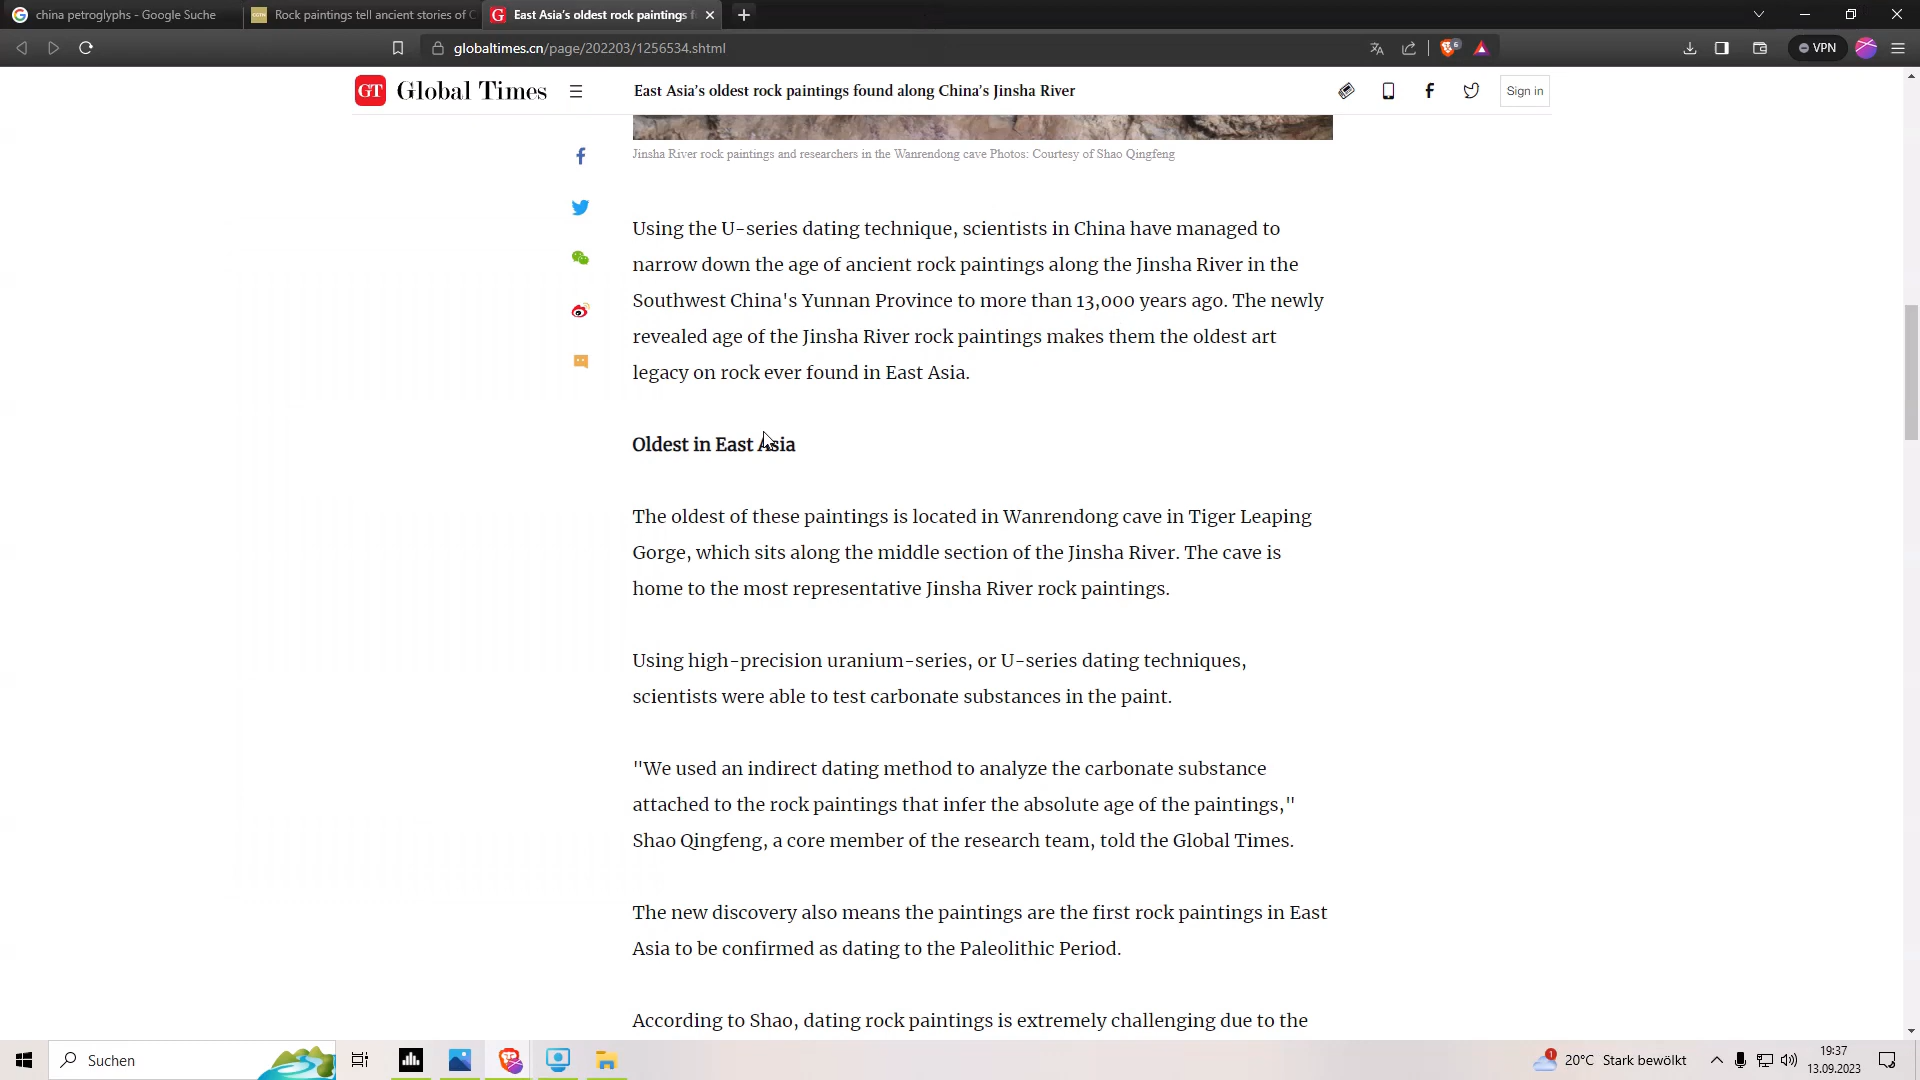 china petroglyphs - Google Suche
Rock paintings tell ancient stories of C
East Asia's oldest rock paintings f
globaltimes.cn/page/202203/1256534.shtml
6
VPN
GT Global Times
East Asia's oldest rock paintings found along China's Jinsha River
Sign in
Jinsha River rock paintings and researchers in the Wanrendong cave Photos: Courtesy of Shao Qingfeng
Using the U-series dating technique, scientists in China have managed to
narrow down the age of ancient rock paintings along the Jinsha River in the
Southwest China's Yunnan Province to more than 13,000 years ago. The newly
revealed age of the Jinsha River rock paintings makes them the oldest art
legacy on rock ever found in East Asia.
Oldest in East Asia
The oldest of these paintings is located in Wanrendong cave in Tiger Leaping
Gorge, which sits along the middle section of the Jinsha River. The cave is
home to the most representative Jinsha River rock paintings.
Using high-precision uranium-series, or U-series dating techniques,
scientists were able to test carbonate substances in the paint.
"We used an indirect dating method to analyze the carbonate substance
attached to the rock paintings that infer the absolute age of the paintings,"
Shao Qingfeng, a core member of the research team, told the Global Times.
The new discovery also means the paintings are the first rock paintings in East
Asia to be confirmed as dating to the Paleolithic Period.
According to Shao, dating rock paintings is extremely challenging due to the
Suchen
1
20°C Stark bewölkt
19:37
13.09.2023